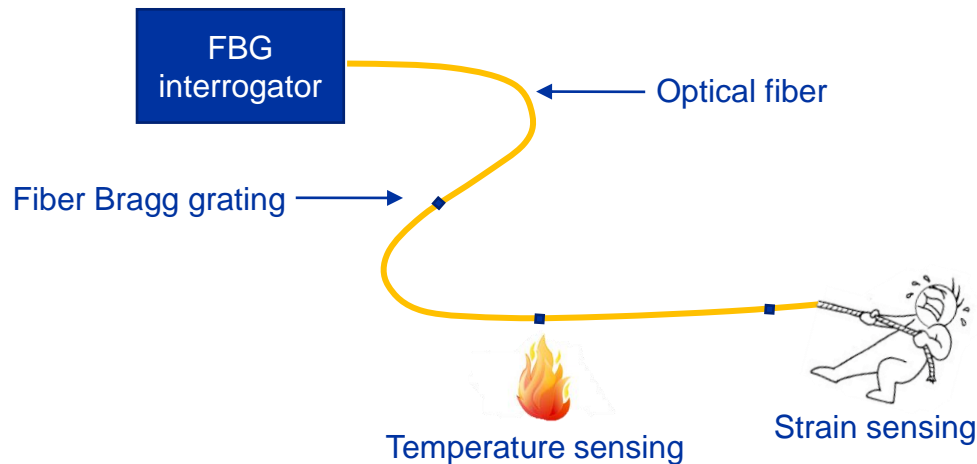 FBG
interrogator
Optical fiber
Fiber Bragg grating
Temperature sensing
Strain sensing